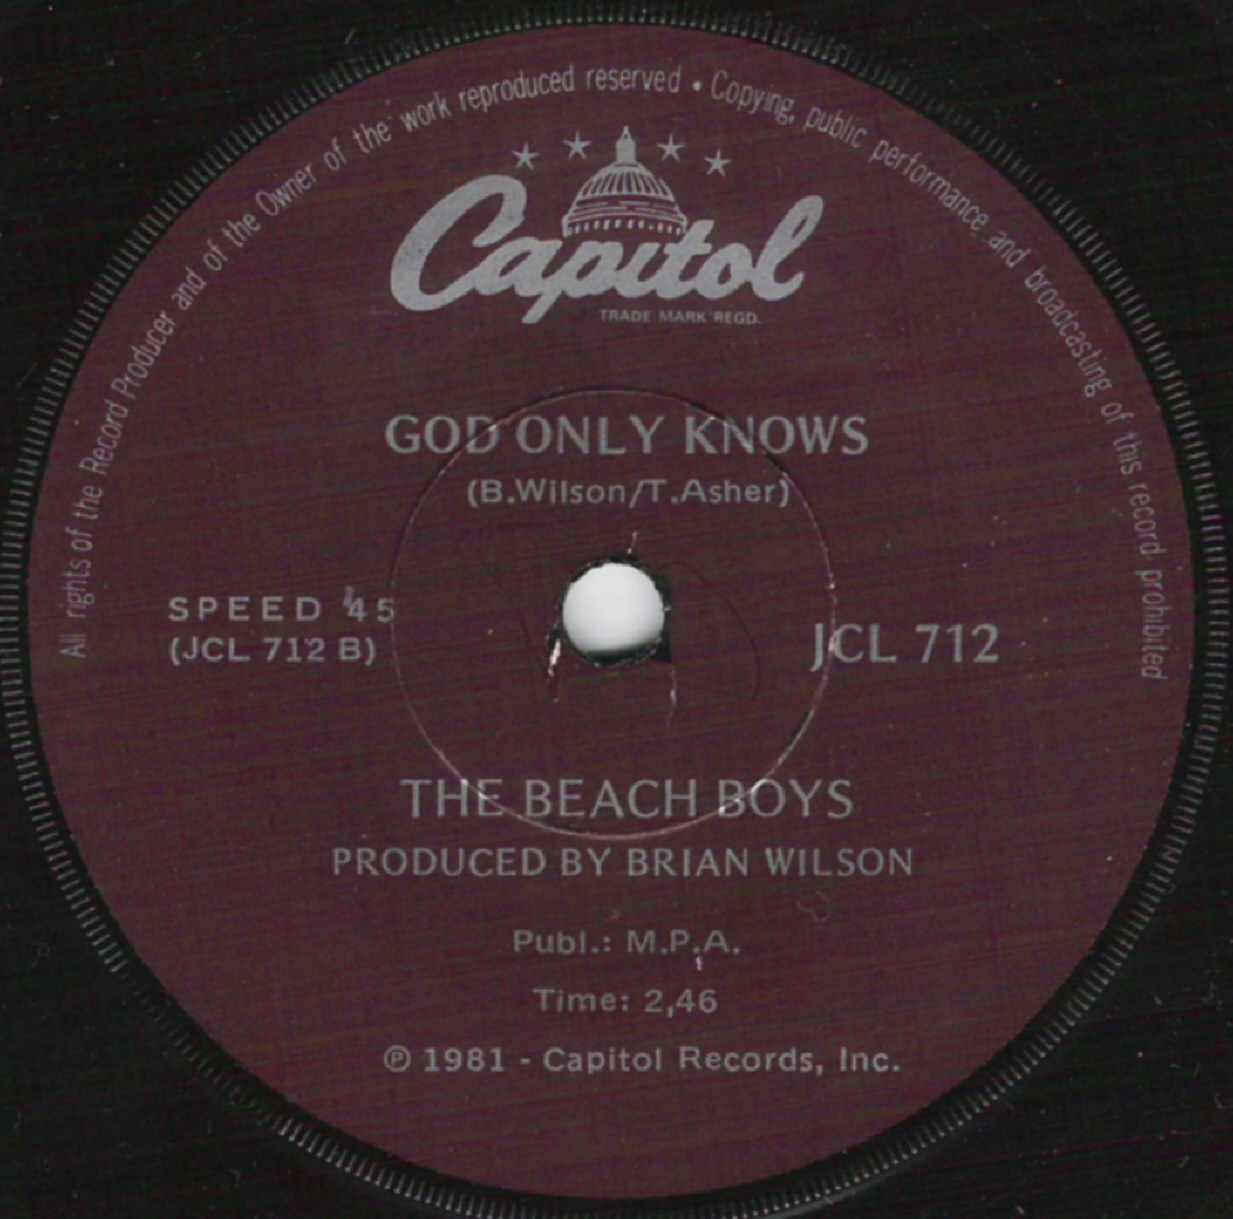 All rights of the Record Producer and of the Owner of the work reproduced reserved • Copying, public performance and broadcasting of this record prohibited
Capitol
TRADE MARK REGD.
GOD ONLY KNOWS
(B.Wilson/T.Asher)
SPEED 45
(JCL 712 B)
JCL 712
THE BEACH BOYS
PRODUCED BY BRIAN WILSON
Publ.: M.P.A.
Time: 2,46
℗ 1981 - Capitol Records, Inc.